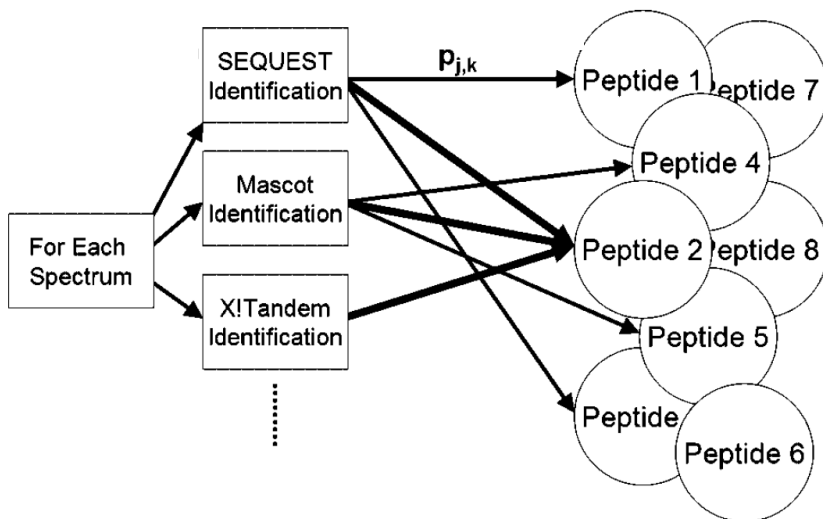 SEQUEST
Identification
Mascot
Identification
X!Tandem
Identification
For Each
Spectrum
p_{j,k}
Peptide 1
Peptide 7
Peptide 4
Peptide 2
Peptide 8
Peptide 5
Peptide
Peptide 6